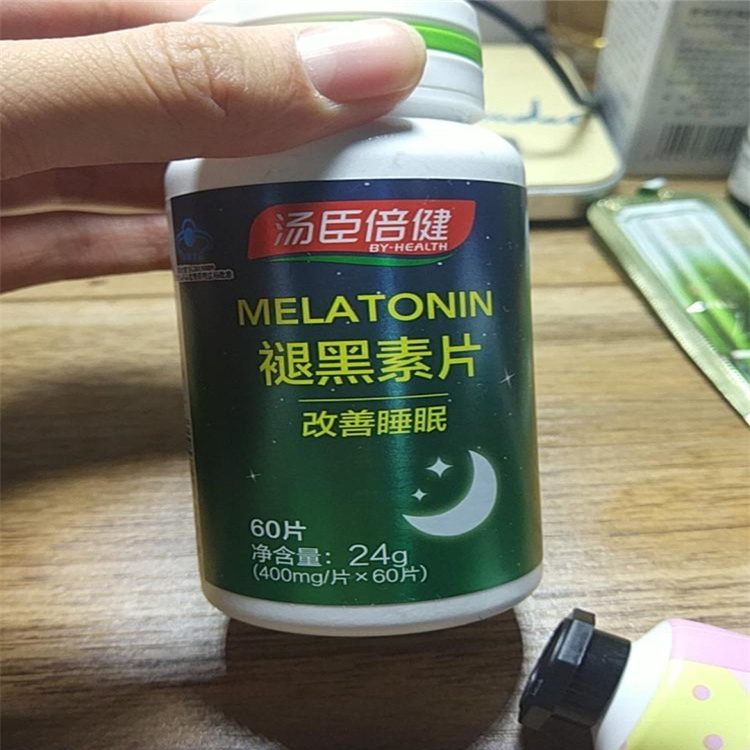 汤臣倍健
BY-HEALTH
MELATONIN
褪黑素片
改善睡眠
60片
净含量：24g
(400mg/片×60片)